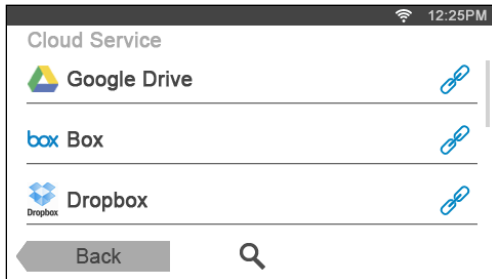 12:25PM
Cloud Service
Google Drive
box Box
Dropbox Dropbox
Back